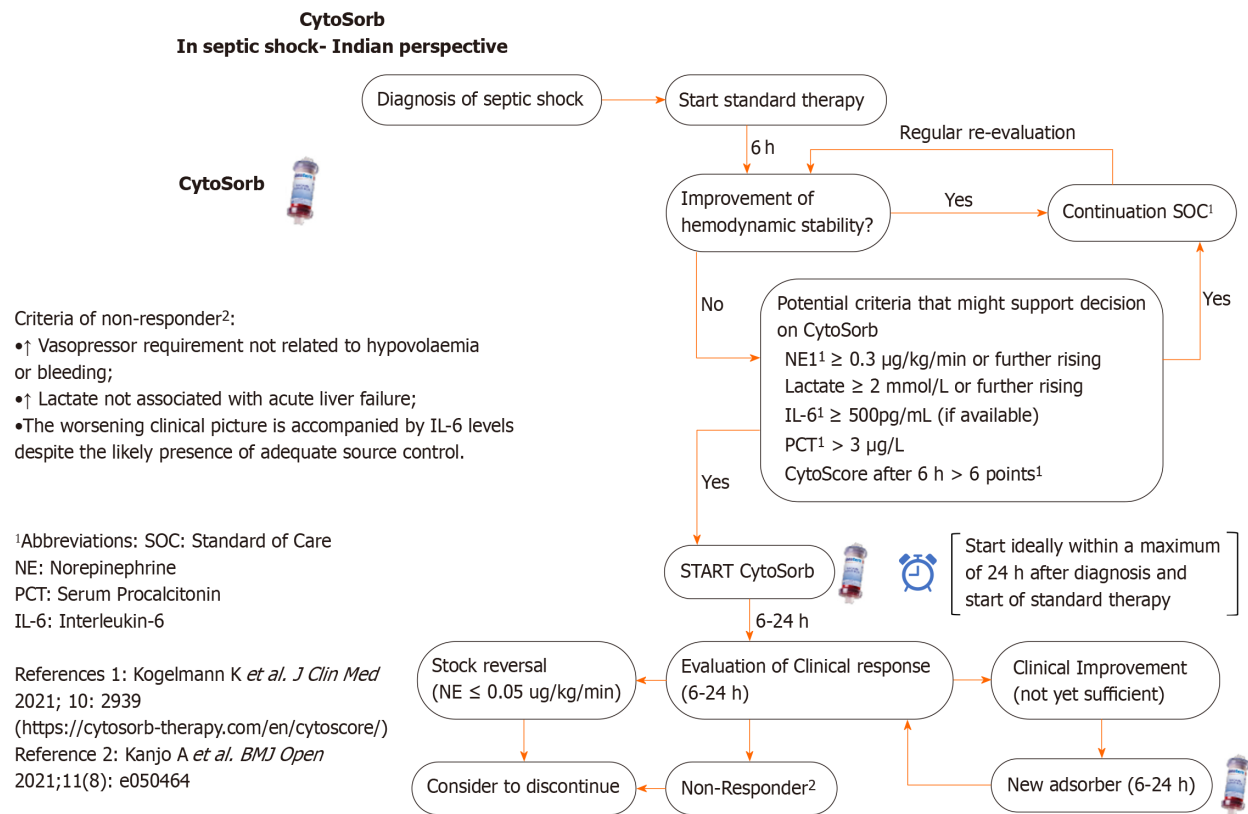 CytoSorb
In septic shock- Indian perspective
Diagnosis of septic shock
Start standard therapy
6 h
Regular re-evaluation
CytoSorb
Improvement of
hemodynamic stability?
Yes
Continuation SOC¹
No
Yes
Potential criteria that might support decision
on CytoSorb
NE1¹ ≥ 0.3 µg/kg/min or further rising
Lactate ≥ 2 mmol/L or further rising
IL-6¹ ≥ 500pg/mL (if available)
PCT¹ > 3 µg/L
CytoScore after 6 h > 6 points¹
Criteria of non-responder²:
•↑ Vasopressor requirement not related to hypovolaemia
or bleeding;
•↑ Lactate not associated with acute liver failure;
•The worsening clinical picture is accompanied by IL-6 levels
despite the likely presence of adequate source control.
Yes
START CytoSorb
Start ideally within a maximum
of 24 h after diagnosis and
start of standard therapy
¹Abbreviations: SOC: Standard of Care
NE: Norepinephrine
PCT: Serum Procalcitonin
IL-6: Interleukin-6
6-24 h
Stock reversal
(NE ≤ 0.05 ug/kg/min)
Evaluation of Clinical response
(6-24 h)
Clinical Improvement
(not yet sufficient)
References 1: Kogelmann K et al. J Clin Med
2021; 10: 2939
(https://cytosorb-therapy.com/en/cytoscore/)
Reference 2: Kanjo A et al. BMJ Open
2021;11(8): e050464
Consider to discontinue
Non-Responder²
New adsorber (6-24 h)